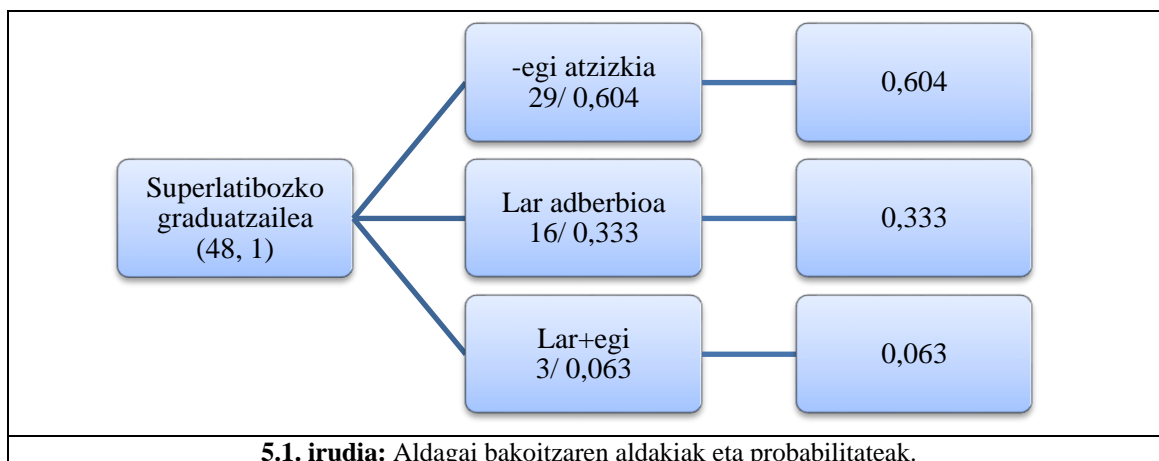 -egi atzizkia
29/ 0,604
0,604
Superlatibozko
graduatzailea
(48, 1)
Lar adberbioa
16/ 0,333
0,333
Lar+egi
3/ 0,063
0,063
5.1. irudia: Aldagai bakoitzaren aldakiak eta probabilitateak.